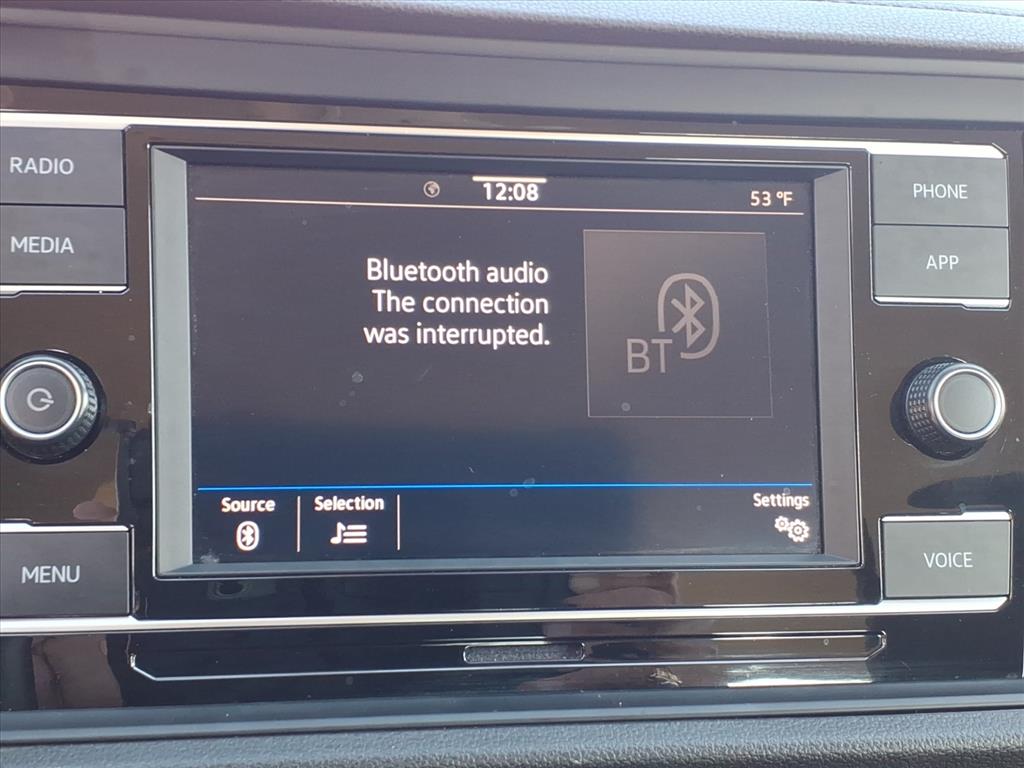 RADIO
MEDIA
MENU
12:08
53 °F
Bluetooth audio
The connection
was interrupted.
BT
Source
Selection
Settings
PHONE
APP
VOICE